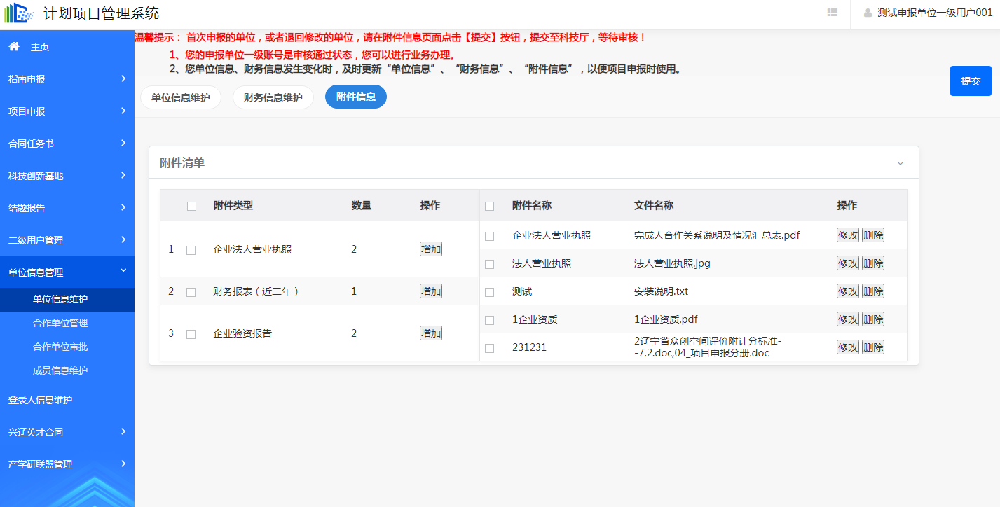 计划项目管理系统
测试申报单位一级用户001
主页
指南申报
项目申报
合同任务书
科技创新基地
结题报告
二级用户管理
单位信息管理
单位信息维护
合作单位管理
合作单位审批
成员信息维护
登录人信息维护
兴辽英才合同
产学研联盟管理
温馨提示： 首次申报的单位，或者退回修改的单位，请在附件信息页面点击【提交】按钮，提交至科技厅，等待审核！
1、您的申报单位一级账号是审核通过状态，您可以进行业务办理。
2、您单位信息、财务信息发生变化时，及时更新“单位信息”、“财务信息”、“附件信息”，以便项目申报时使用。
提交
单位信息维护 财务信息维护 附件信息
附件清单
附件类型 数量 操作 附件名称 文件名称 操作
1 企业法人营业执照 2 增加
企业法人营业执照 完成人合作关系说明及情况汇总表.pdf 修改 删除
法人营业执照 法人营业执照.jpg 修改 删除
2 财务报表（近二年） 1 增加 测试 安装说明.txt 修改 删除
3 企业验资报告 2 增加
1企业资质 1企业资质.pdf 修改 删除
231231 2辽宁省众创空间评价附计分标准-
-7.2.doc,04_项目申报分册.doc 修改 删除